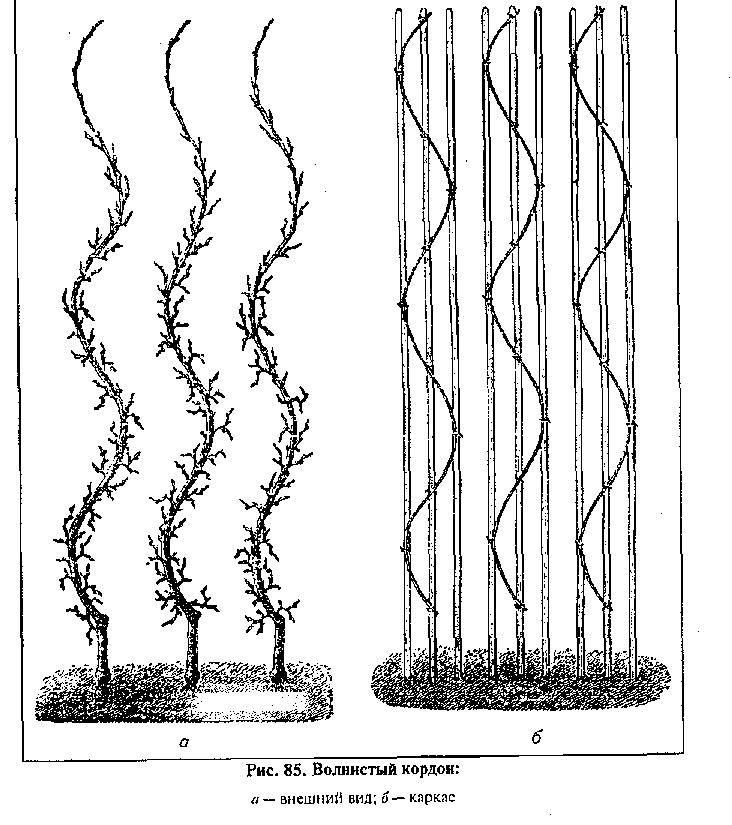 а
б
Рис. 85. Волнистый кордон:
а — внешний вид; б — каркас